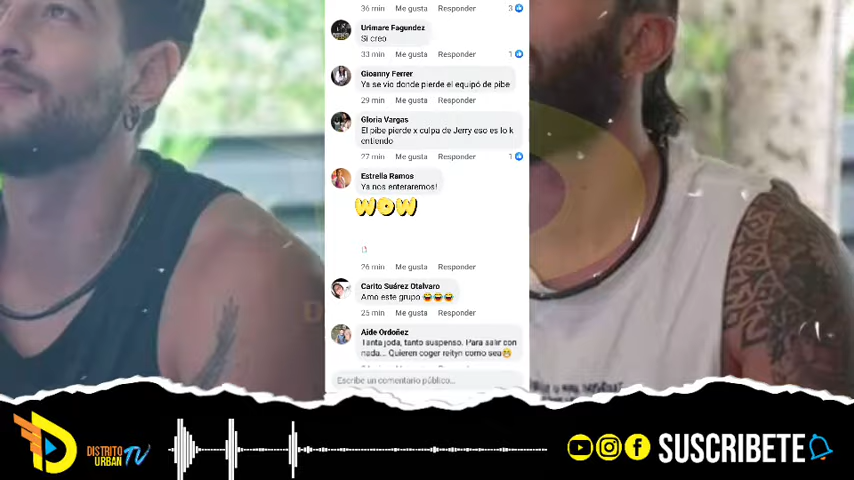 36 min Me gusta Responder 3
Urimare Fagundez
Si creo
33 min Me gusta Responder 1
Gioanny Ferrer
Ya se vio donde pierde el equipó de pibe
29 min Me gusta Responder
Gloria Vargas
El pibe pierde x culpa de Jerry eso es lo k
entiendo
27 min Me gusta Responder 1
Estrella Ramos
Ya nos enteraremos!
WOW
26 min Me gusta Responder
Carito Suárez Otalvaro
Amo este grupo 😂😂😂
25 min Me gusta Responder
Aide Ordoñez
Tanta joda, tanto suspenso. Para salir con
nada... Quieren coger reityn como sea😁
Escribe un comentario público...
DISTRITO
URBAN TV
SUSCRIBETE